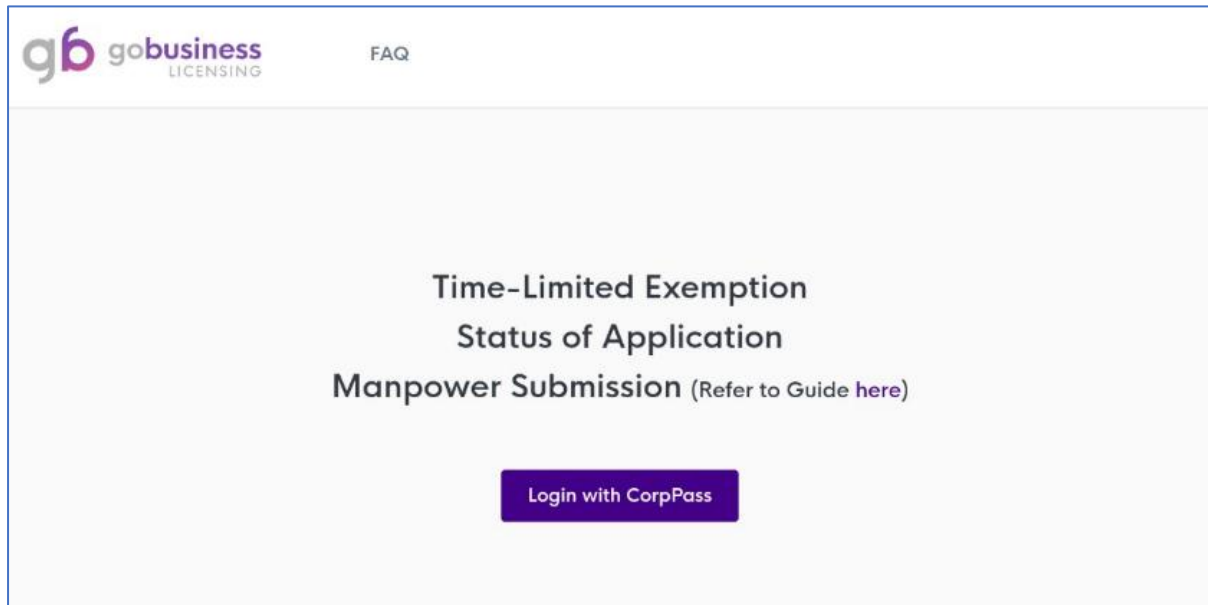 gb gobusiness
LICENSING
FAQ
Time-Limited Exemption
Status of Application
Manpower Submission (Refer to Guide here)
Login with CorpPass